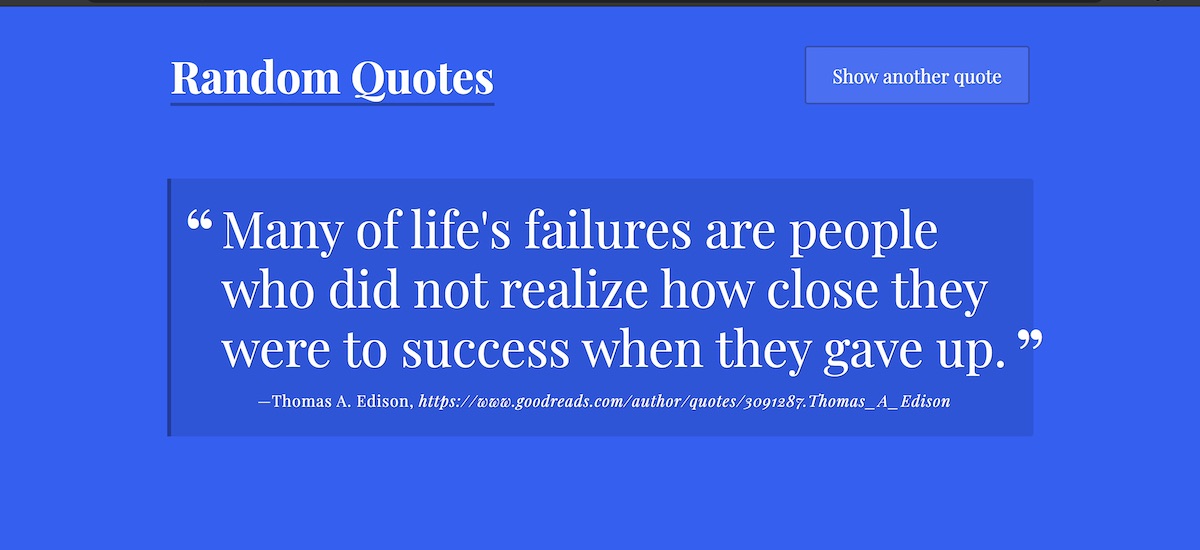 Random Quotes
Show another quote
“Many of life's failures are people
who did not realize how close they
were to success when they gave up.”
—Thomas A. Edison, https://www.goodreads.com/author/quotes/3091287.Thomas_A_Edison